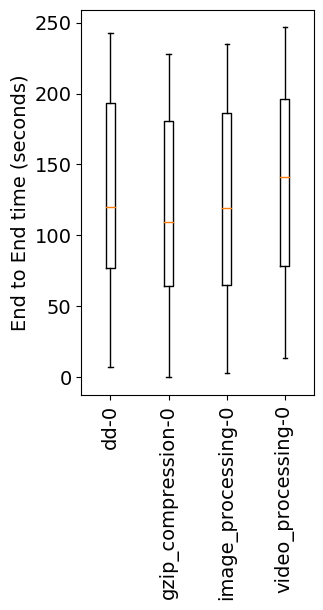 End to End time (seconds)
250
200
150
100
50
0
dd-0
gzip_compression-0
image_processing-0
video_processing-0